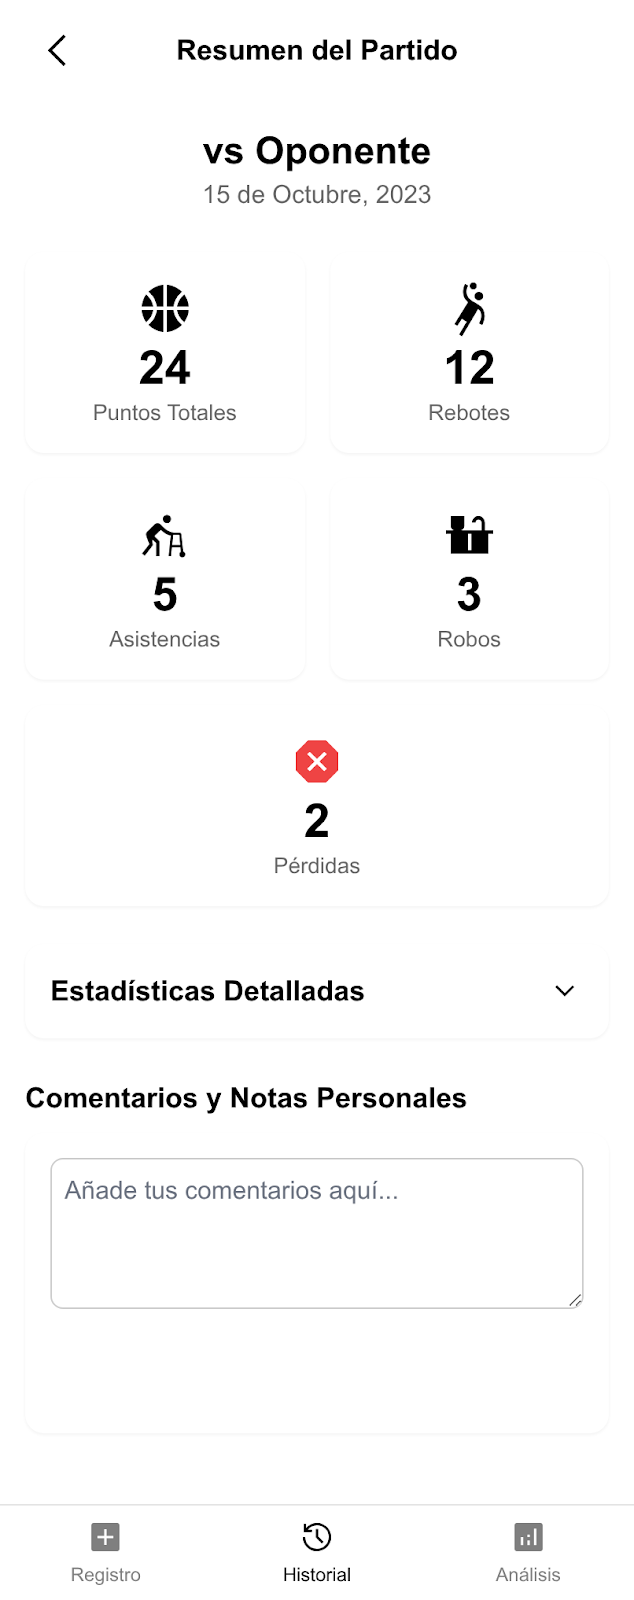 Resumen del Partido
vs Oponente
15 de Octubre, 2023
24
Puntos Totales
12
Rebotes
5
Asistencias
3
Robos
2
Pérdidas
Estadísticas Detalladas
Comentarios y Notas Personales
Añade tus comentarios aquí...
Registro
Historial
Análisis